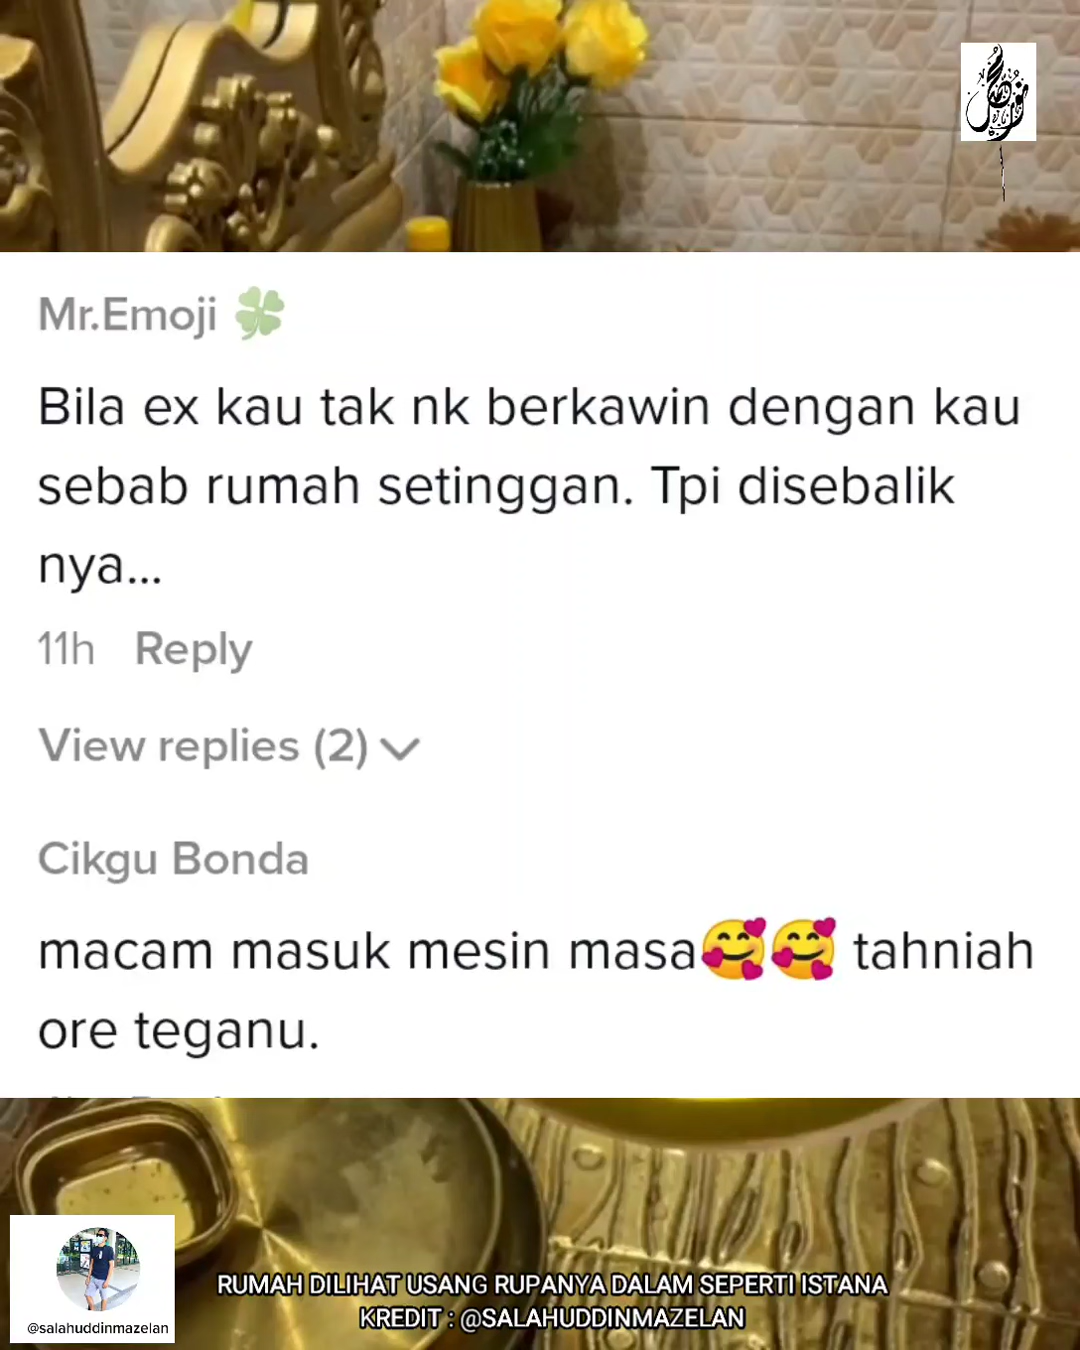 Mr.Emoji 🍀
Bila ex kau tak nk berkawin dengan kau
sebab rumah setinggan. Tpi disebalik
nya...
11h Reply
View replies (2)
Cikgu Bonda
macam masuk mesin masa🥰🥰 tahniah
ore teganu.
@salahuddinmazelan
RUMAH DILIHAT USANG RUPANYA DALAM SEPERTI ISTANA
KREDIT : @SALAHUDDINMAZELAN